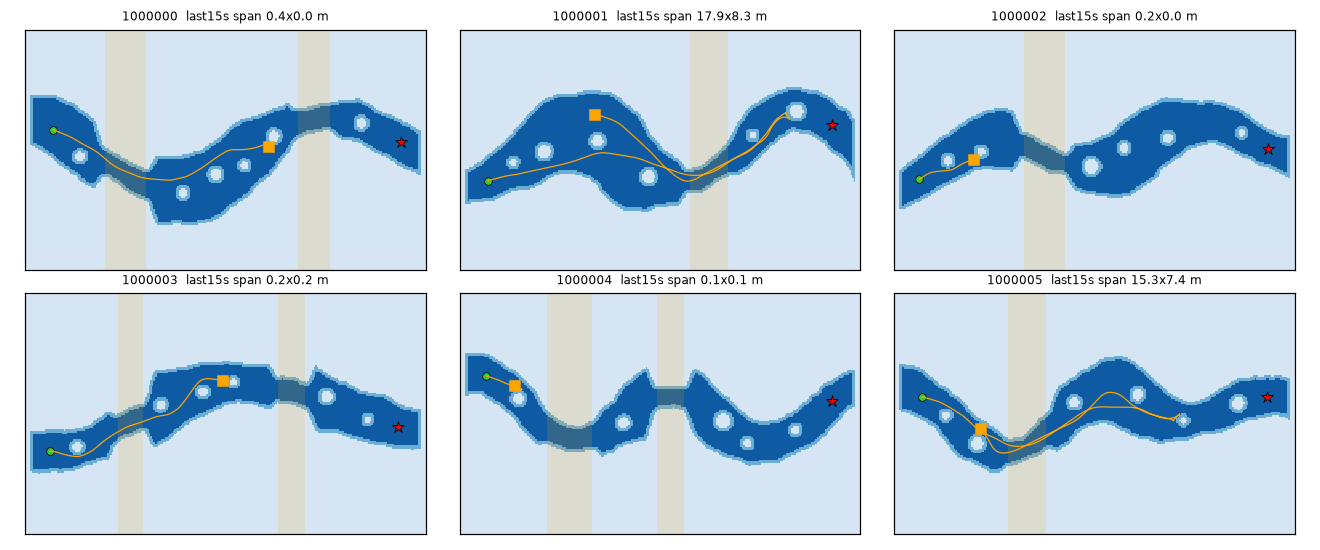 1000000 last15s span 0.4x0.0 m
1000001 last15s span 17.9x8.3 m
1000002 last15s span 0.2x0.0 m
1000003 last15s span 0.2x0.2 m
1000004 last15s span 0.1x0.1 m
1000005 last15s span 15.3x7.4 m